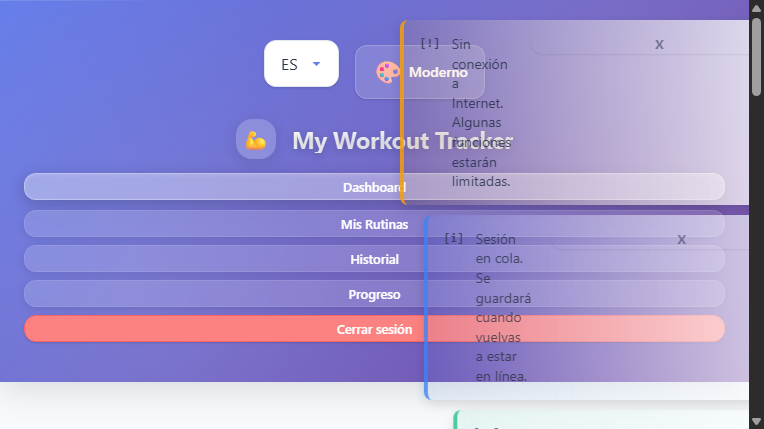 ES
Moderno
My Workout Tracker
Dashboard
Mis Rutinas
Historial
Progreso
Cerrar sesión
[!] Sin
conexión
a
Internet.
Algunas
funciones
estarán
limitadas.
X
[i] Sesión
en cola.
Se
guardará
cuando
vuelvas
a estar
en línea.
X